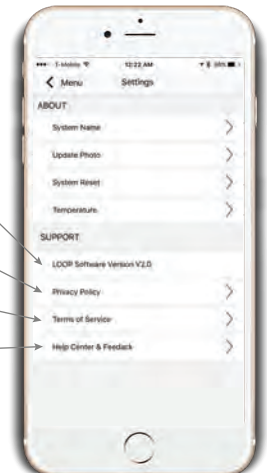 T-Mobile 12:22 AM
Menu Settings
ABOUT
System Name
Update Photo
System Reset
Temperature
SUPPORT
LOOP Software Version V2.0
Privacy Policy
Terms of Service
Help Center & Feedack